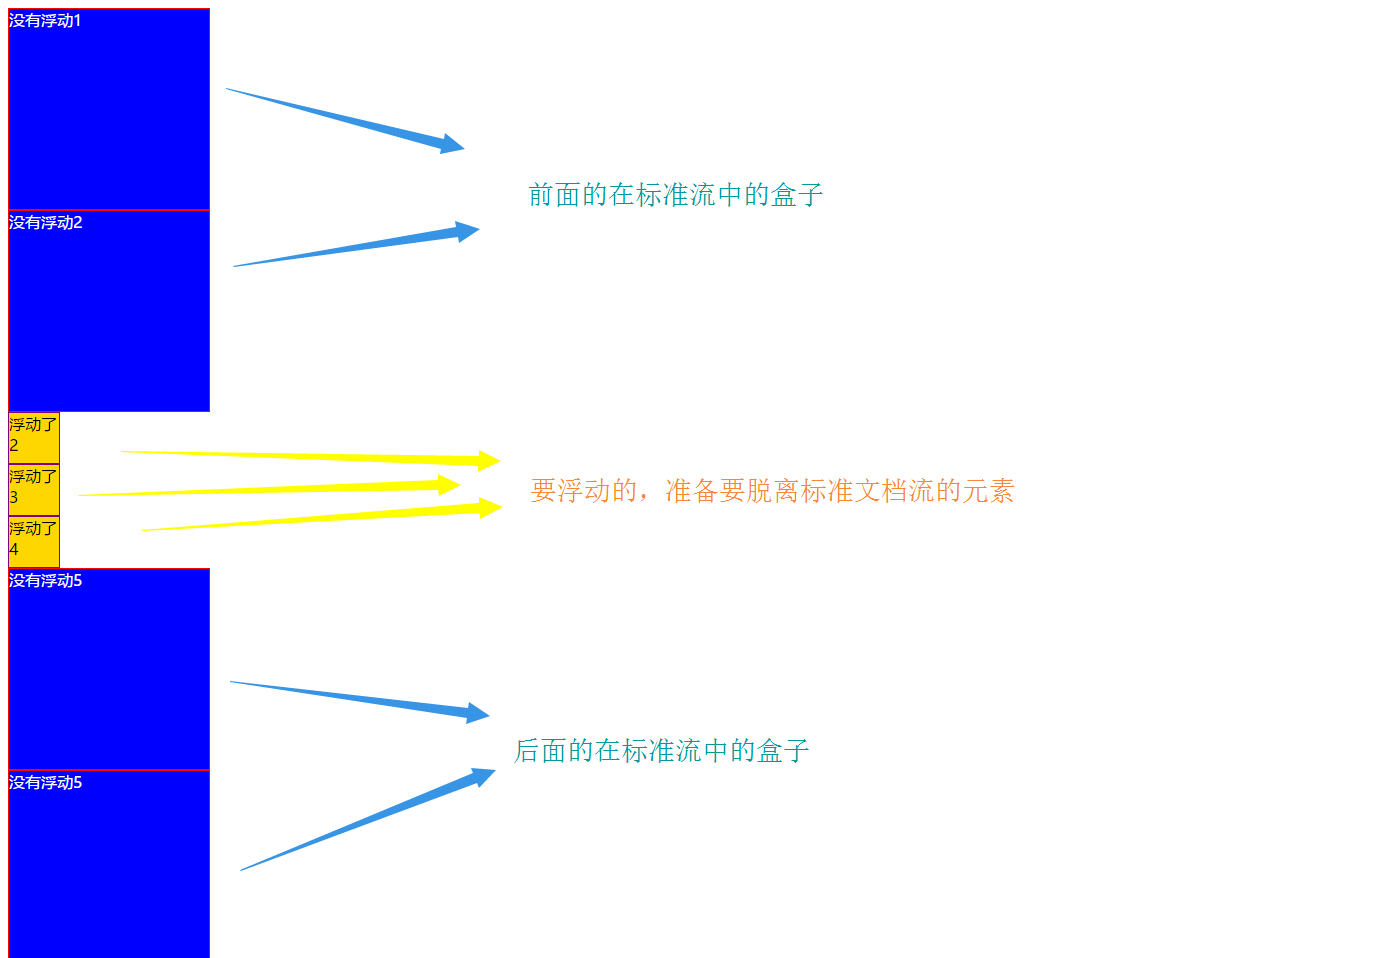 没有浮动1
前面的在标准流中的盒子
没有浮动2
浮动了
2
浮动了
3
要浮动的，准备要脱离标准文档流的元素
浮动了
4
没有浮动5
后面的在标准流中的盒子
没有浮动5